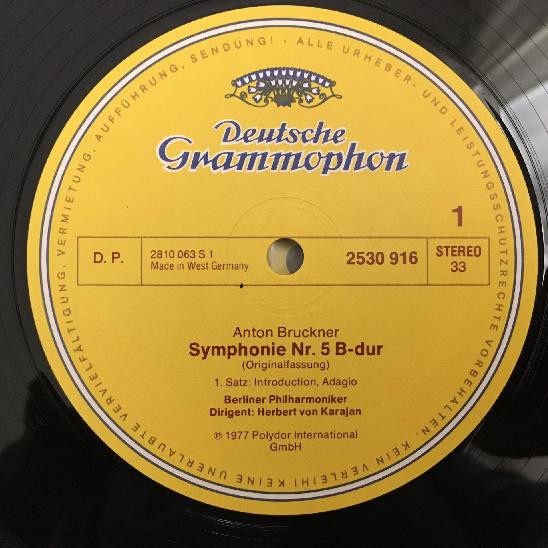 ALLE URHEBER- UND LEISTUNGSSCHUTZRECHTE VORBEHALTEN. KEIN VERLEIH! KEINE UNERLAUBTE VERVIELFÄLTIGUNG, VERMIETUNG, AUFFÜHRUNG, SENDUNG! ·
Deutsche
Grammophon
1
D. P.
2810 063 S 1
Made in West Germany
2530 916
STEREO
33
Anton Bruckner
Symphonie Nr. 5 B-dur
(Originalfassung)
1. Satz: Introduction, Adagio
Berliner Philharmoniker
Dirigent: Herbert von Karajan
℗ 1977 Polydor International
GmbH